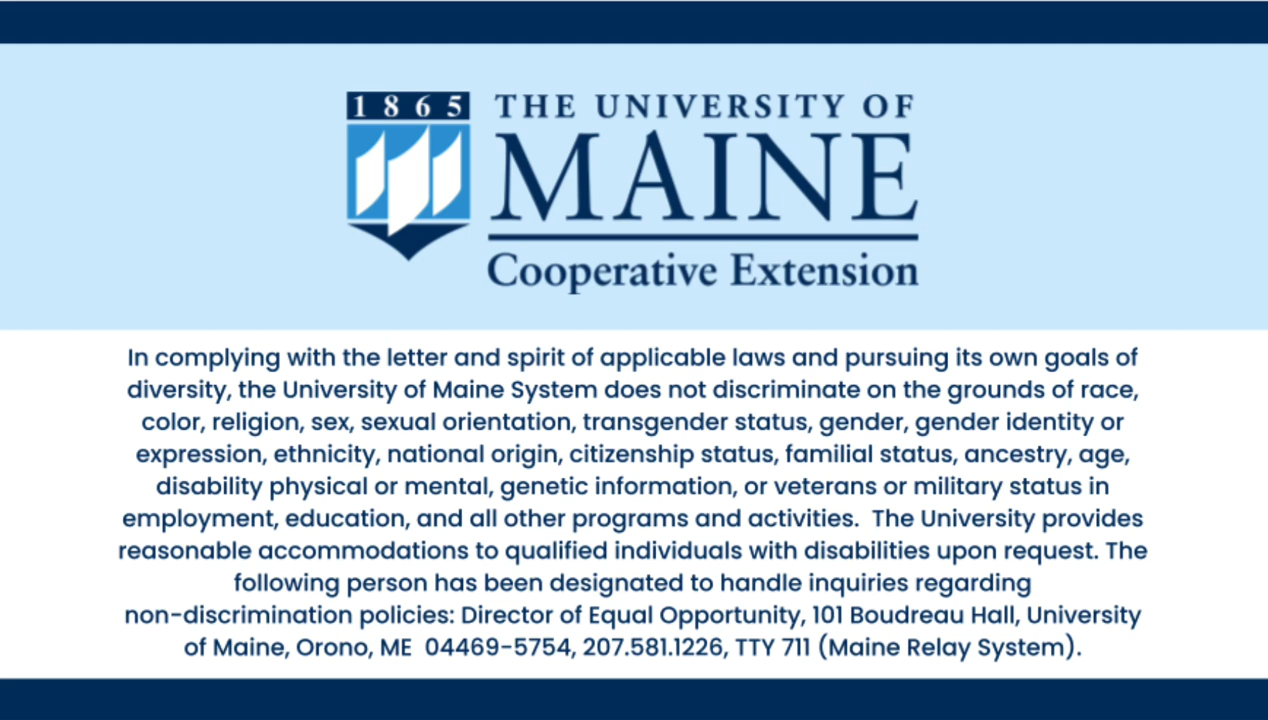 1865
THE UNIVERSITY OF
MAINE
Cooperative Extension
In complying with the letter and spirit of applicable laws and pursuing its own goals of
diversity, the University of Maine System does not discriminate on the grounds of race,
color, religion, sex, sexual orientation, transgender status, gender, gender identity or
expression, ethnicity, national origin, citizenship status, familial status, ancestry, age,
disability physical or mental, genetic information, or veterans or military status in
employment, education, and all other programs and activities.  The University provides
reasonable accommodations to qualified individuals with disabilities upon request. The
following person has been designated to handle inquiries regarding
non-discrimination policies: Director of Equal Opportunity, 101 Boudreau Hall, University
of Maine, Orono, ME  04469-5754, 207.581.1226, TTY 711 (Maine Relay System).